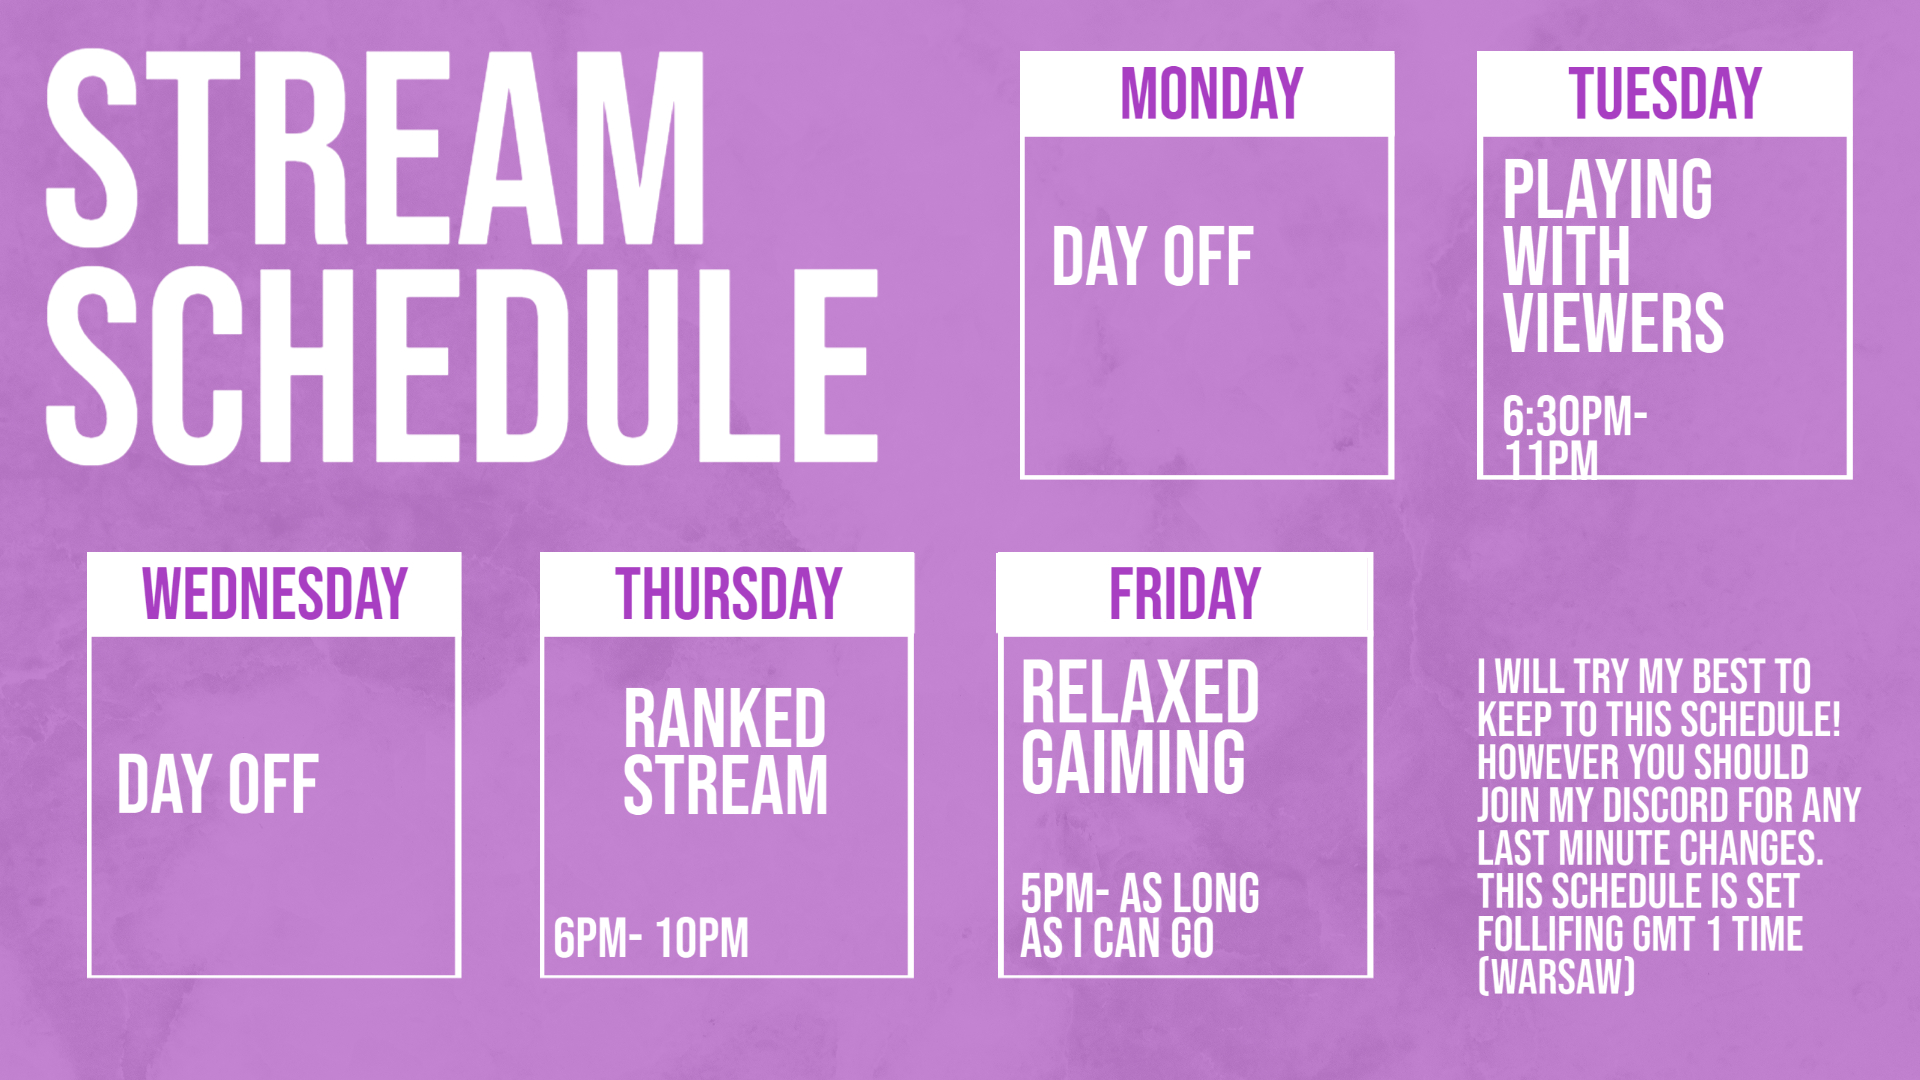 STREAM
SCHEDULE
MONDAY
DAY OFF
TUESDAY
PLAYING
WITH
VIEWERS
6:30PM-
11PM
WEDNESDAY
DAY OFF
THURSDAY
RANKED
STREAM
6PM- 10PM
FRIDAY
RELAXED
GAIMING
5PM- AS LONG
AS I CAN GO
I WILL TRY MY BEST TO
KEEP TO THIS SCHEDULE!
HOWEVER YOU SHOULD
JOIN MY DISCORD FOR ANY
LAST MINUTE CHANGES.
THIS SCHEDULE IS SET
FOLLIFING GMT 1 TIME
(WARSAW)